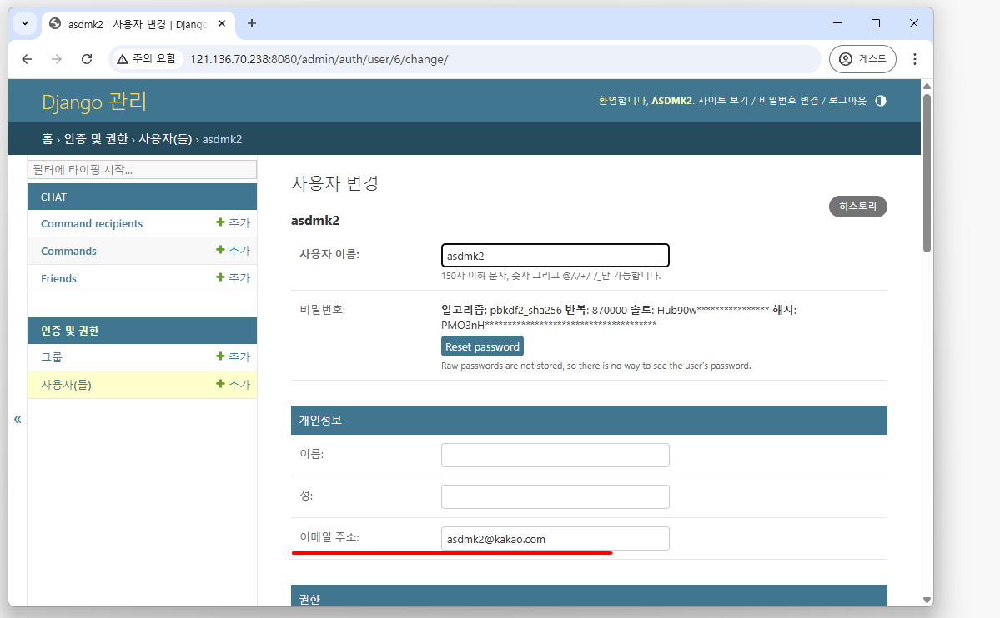 asdmk2 | 사용자 변경 | Django
주의 요함
121.136.70.238:8080/admin/auth/user/6/change/
게스트
Django 관리
환영합니다, ASDMK2. 사이트 보기 / 비밀번호 변경 / 로그아웃
홈 › 인증 및 권한 › 사용자(들) › asdmk2
필터에 타이핑 시작...
CHAT
Command recipients
추가
Commands
추가
Friends
추가
인증 및 권한
그룹
추가
사용자(들)
추가
«
사용자 변경
히스토리
asdmk2
사용자 이름:
asdmk2
150자 이하 문자, 숫자 그리고 @/./+/-/_만 가능합니다.
비밀번호:
알고리즘: pbkdf2_sha256 반복: 870000 솔트: Hub90w**************** 해시:
PMO3nH**************************************
Reset password
Raw passwords are not stored, so there is no way to see the user's password.
개인정보
이름:
성:
이메일 주소:
asdmk2@kakao.com
권한